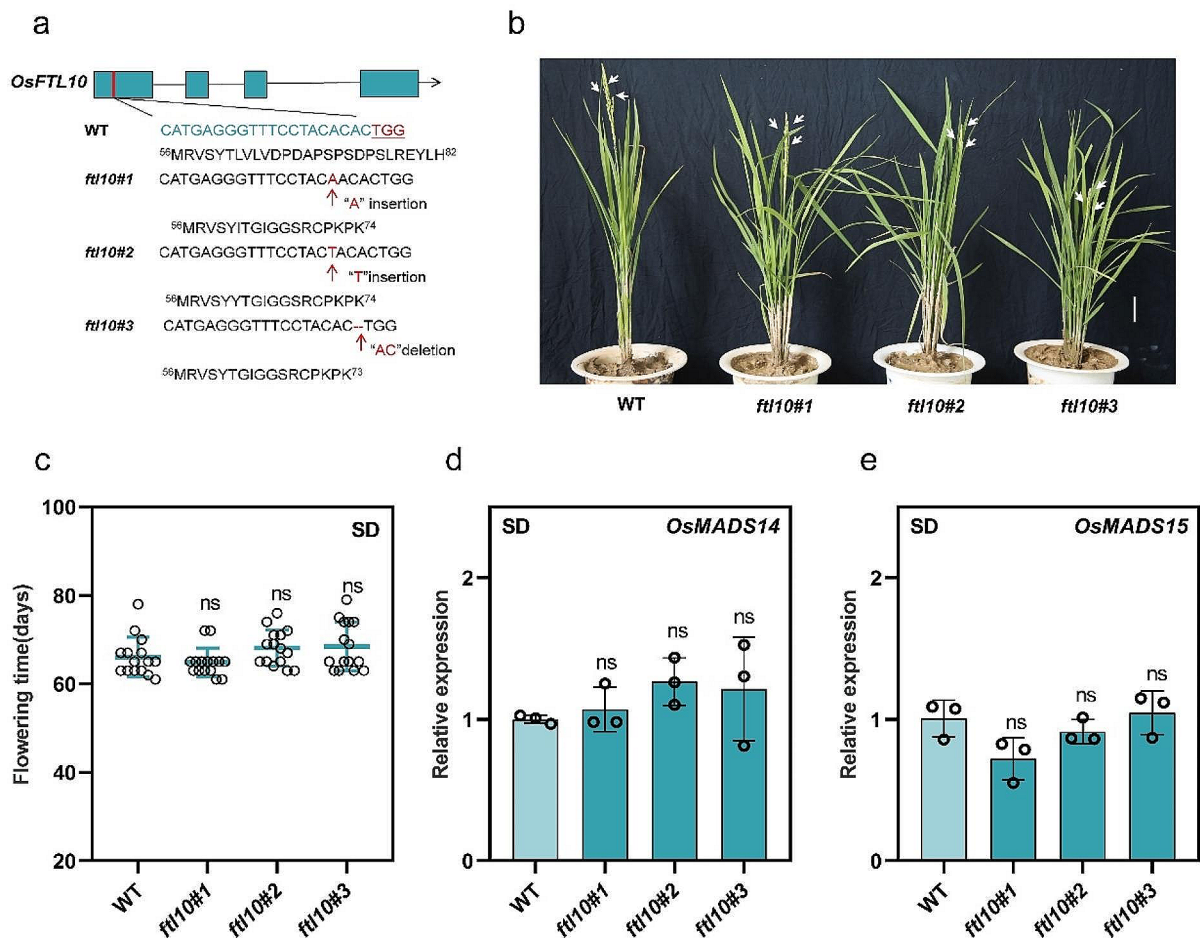 a
OsFTL10
WT CATGAGGGTTTCCTACACACTGG
56MRVSYTLVLVDPDAPSPSDPSLREYLH82
ftl10#1 CATGAGGGTTTCCTACAACACTGG
"A" insertion
56MRVSYITGIGGSRCPKPK74
ftl10#2 CATGAGGGTTTCCTACTACACTGG
"T"insertion
56MRVSYYTGIGGSRCPKPK74
ftl10#3 CATGAGGGTTTCCTACAC--TGG
"AC"deletion
56MRVSYTGIGGSRCPKPK73
b
WT ftl10#1 ftl10#2 ftl10#3
c
Flowering time(days)
100
80
60
40
20
SD
ns ns ns
WT ftl10#1 ftl10#2 ftl10#3
d
Relative expression
2
1
0
SD OsMADS14
ns ns ns
WT ftl10#1 ftl10#2 ftl10#3
e
Relative expression
2
1
0
SD OsMADS15
ns ns ns
WT ftl10#1 ftl10#2 ftl10#3